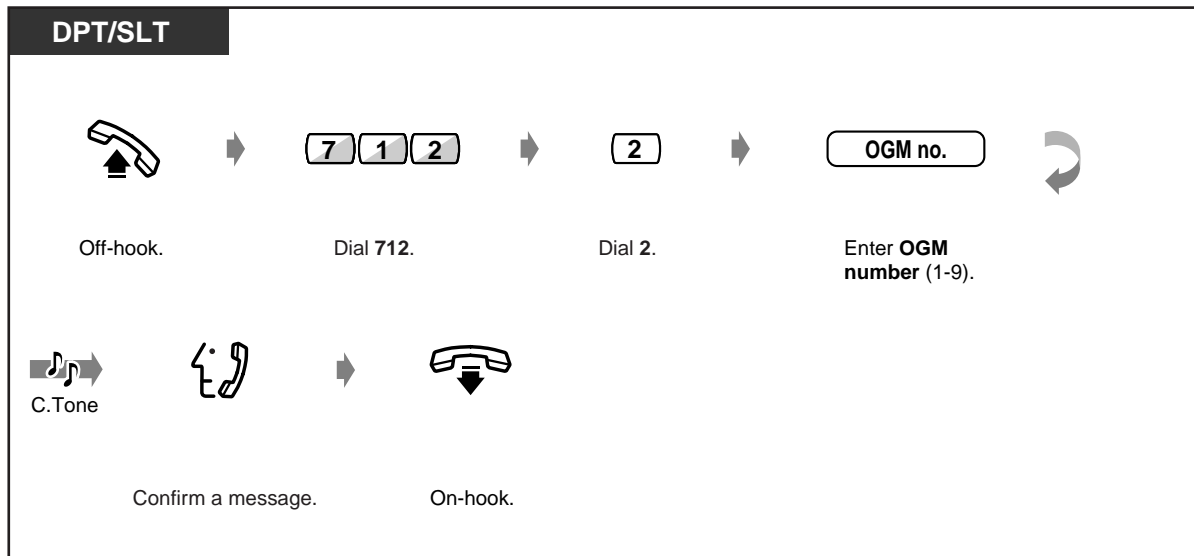 DPT/SLT
7 1 2
2
OGM no.
Off-hook.
Dial 712.
Dial 2.
Enter OGM
number (1-9).
C.Tone
Confirm a message.
On-hook.